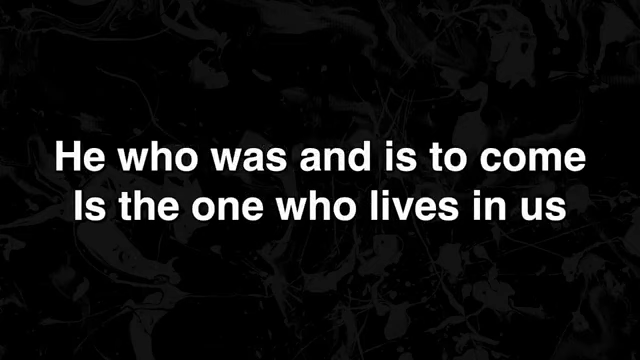 He who was and is to come
Is the one who lives in us